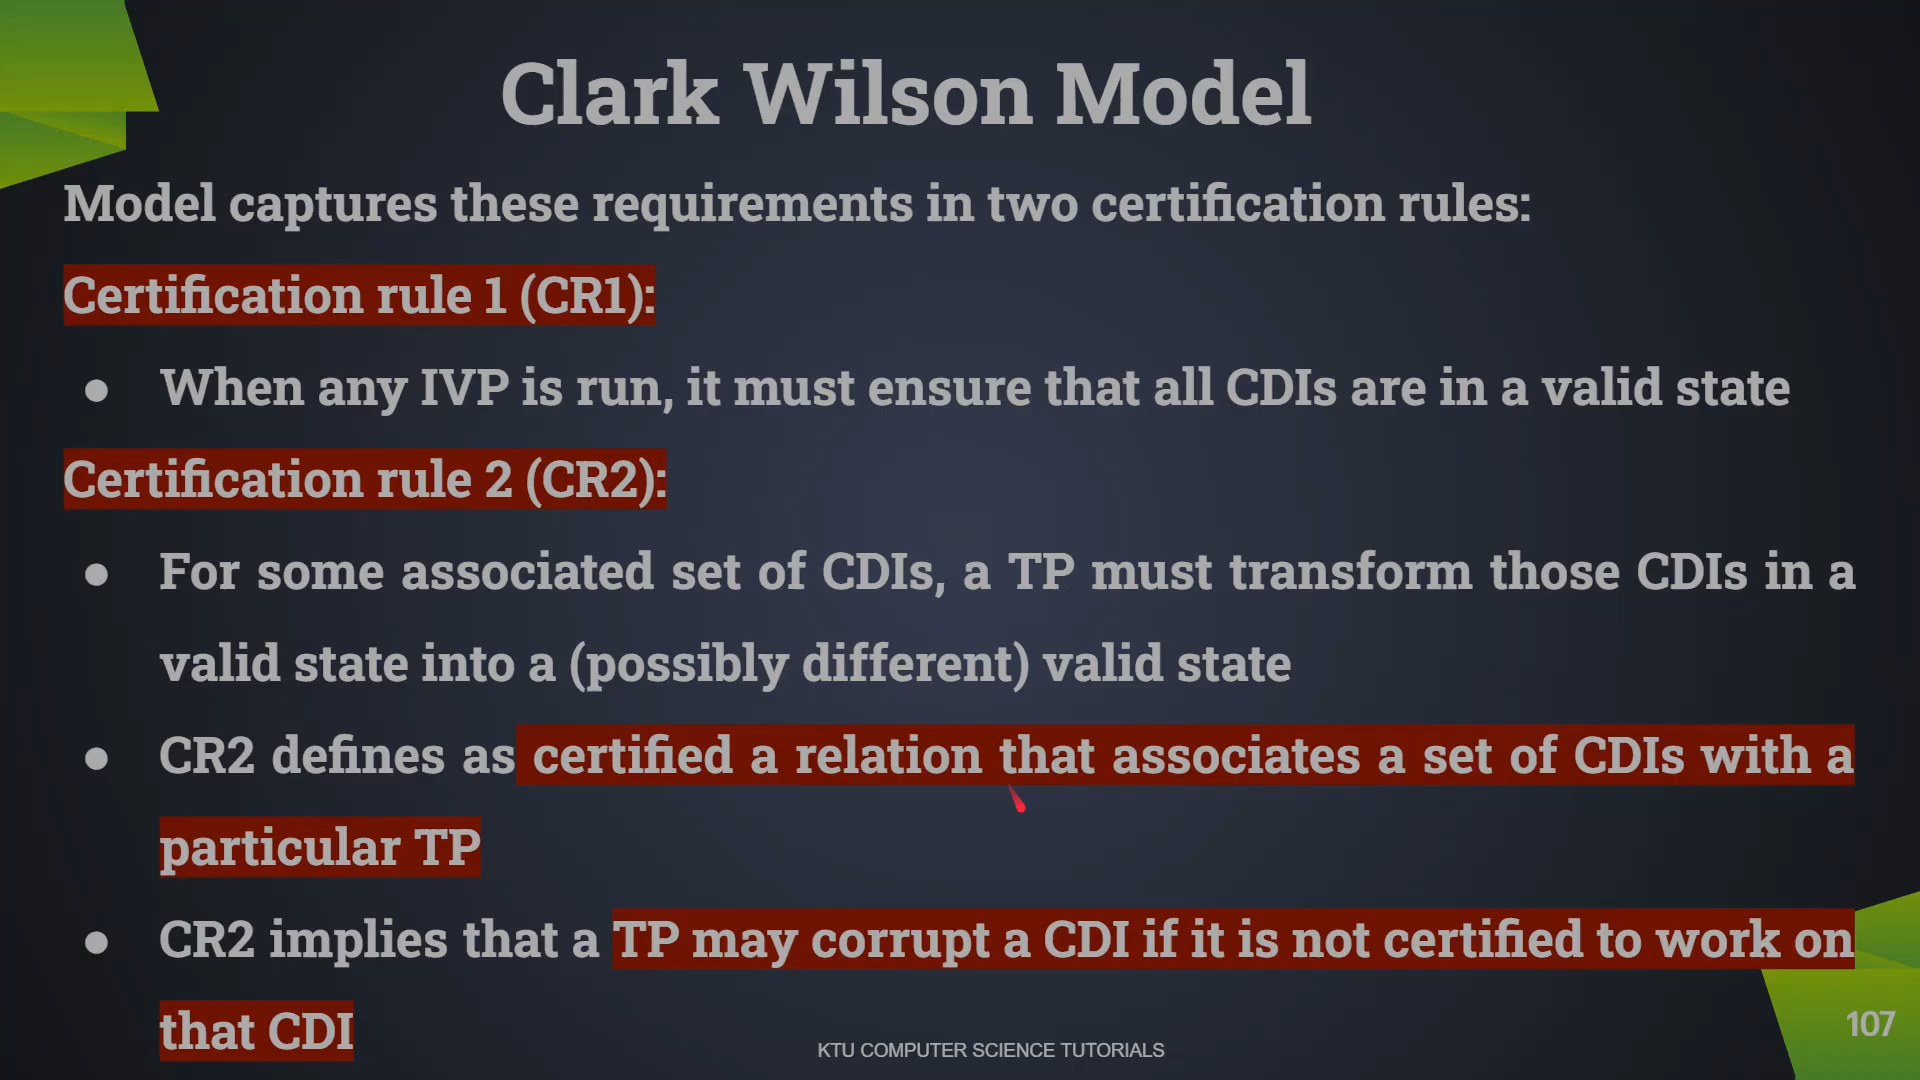 Clark Wilson Model
Model captures these requirements in two certification rules:
Certification rule 1 (CR1):
● When any IVP is run, it must ensure that all CDIs are in a valid state
Certification rule 2 (CR2):
● For some associated set of CDIs, a TP must transform those CDIs in a
valid state into a (possibly different) valid state
● CR2 defines as certified a relation that associates a set of CDIs with a
particular TP
● CR2 implies that a TP may corrupt a CDI if it is not certified to work on
that CDI
KTU COMPUTER SCIENCE TUTORIALS
107